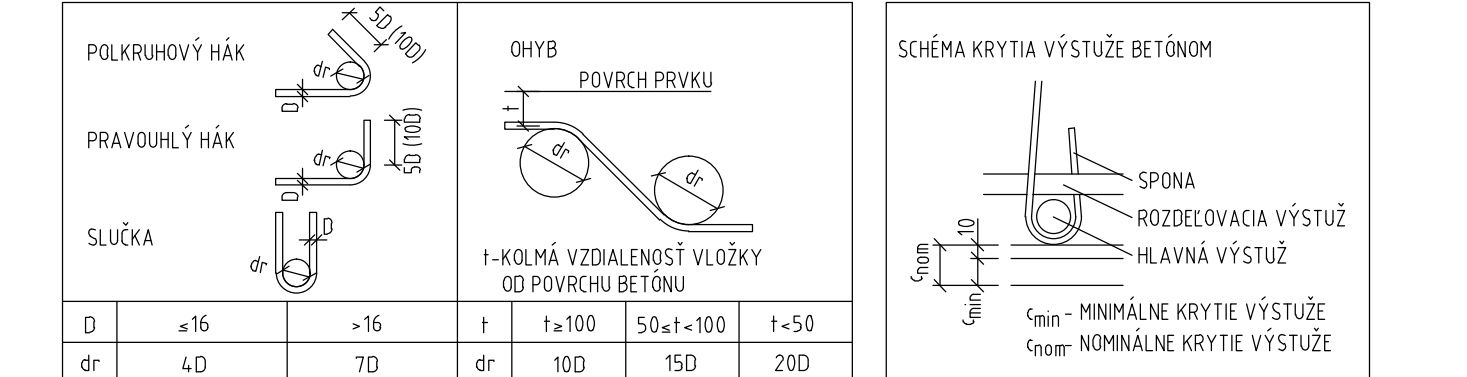 POLKRUHOVÝ HÁK
5D (10D)
dr
D
PRAVOUHLÝ HÁK
5D (10D)
dr
D
SLUČKA
D
dr
OHYB
POVRCH PRVKU
t
dr
dr
t-KOLMÁ VZDIALENOSŤ VLOŽKY
OD POVRCHU BETÓNU
D ≤16 >16 t t≥100 50≤t<100 t<50
dr 4D 7D dr 10D 15D 20D
SCHÉMA KRYTIA VÝSTUŽE BETÓNOM
SPONA
ROZDEĽOVACIA VÝSTUŽ
HLAVNÁ VÝSTUŽ
10
cnom
cmin
cmin - MINIMÁLNE KRYTIE VÝSTUŽE
cnom- NOMINÁLNE KRYTIE VÝSTUŽE